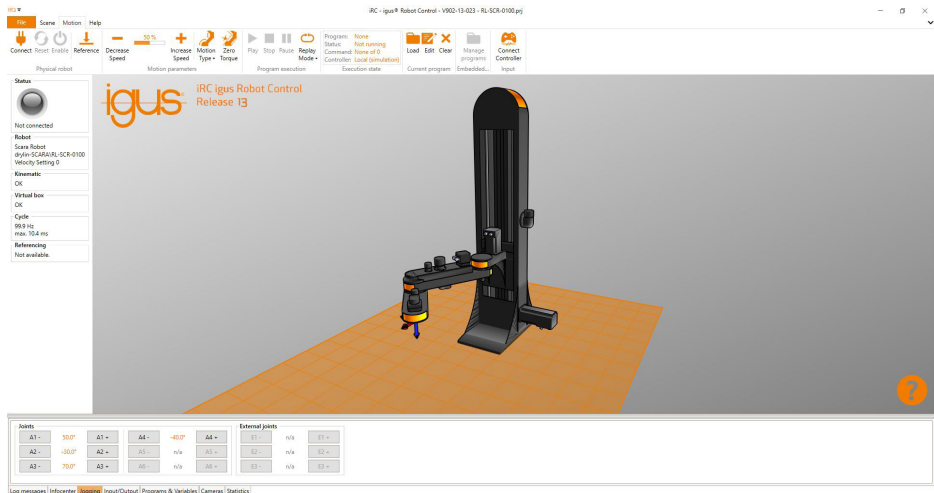 iRC - igus® Robot Control - V902-13-023 - RL-SCR-0100.prj
File Scene Motion Help
Connect Reset Enable Reference
Physical robot
Decrease Speed
50 %
Increase Speed
Motion Type
Zero Torque
Motion parameters
Play Stop Pause Replay Mode
Program execution
Program: None
Status: Not running
Command: None of 0
Controller: Local (simulation)
Execution state
Load Edit Clear
Current program
Manage programs
Embedded...
Connect Controller
Input
Status
Not connected
Robot
Scara Robot
drylin-SCARA\RL-SCR-0100
Velocity Setting 0
Kinematic
OK
Virtual box
OK
Cycle
99.9 Hz
max. 10.4 ms
Referencing
Not available.
igus®
iRC igus Robot Control
Release 13
?
Joints
A1 - 50.0° A1 + A4 - -40.0° A4 +
A2 - -30.0° A2 + A5 - n/a A5 +
A3 - 70.0° A3 + A6 - n/a A6 +
External joints
E1 - n/a E1 +
E2 - n/a E2 +
E3 - n/a E3 +
Log messages Infocenter Jogging Input/Output Programs & Variables Cameras Statistics